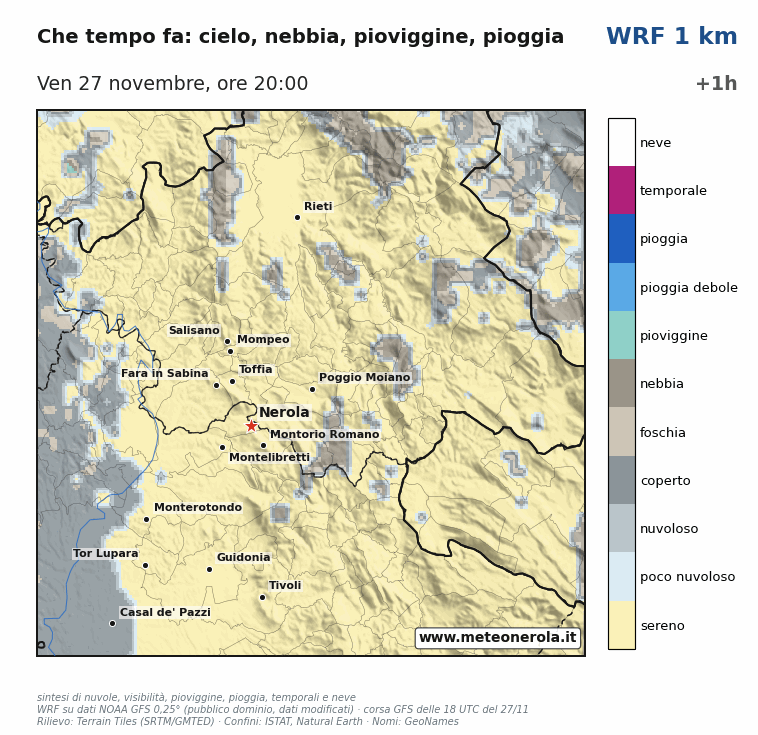 Che tempo fa: cielo, nebbia, pioviggine, pioggia
WRF 1 km
Ven 27 novembre, ore 20:00
+1h
neve
temporale
pioggia
pioggia debole
pioviggine
nebbia
foschia
coperto
nuvoloso
poco nuvoloso
sereno
Rieti
Salisano
Mompeo
Fara in Sabina
Toffia
Poggio Moiano
Nerola
Montorio Romano
Montelibretti
Monterotondo
Tor Lupara
Guidonia
Tivoli
Casal de' Pazzi
www.meteonerola.it
sintesi di nuvole, visibilità, pioviggine, pioggia, temporali e neve
WRF su dati NOAA GFS 0,25° (pubblico dominio, dati modificati) · corsa GFS delle 18 UTC del 27/11
Rilievo: Terrain Tiles (SRTM/GMTED) · Confini: ISTAT, Natural Earth · Nomi: GeoNames